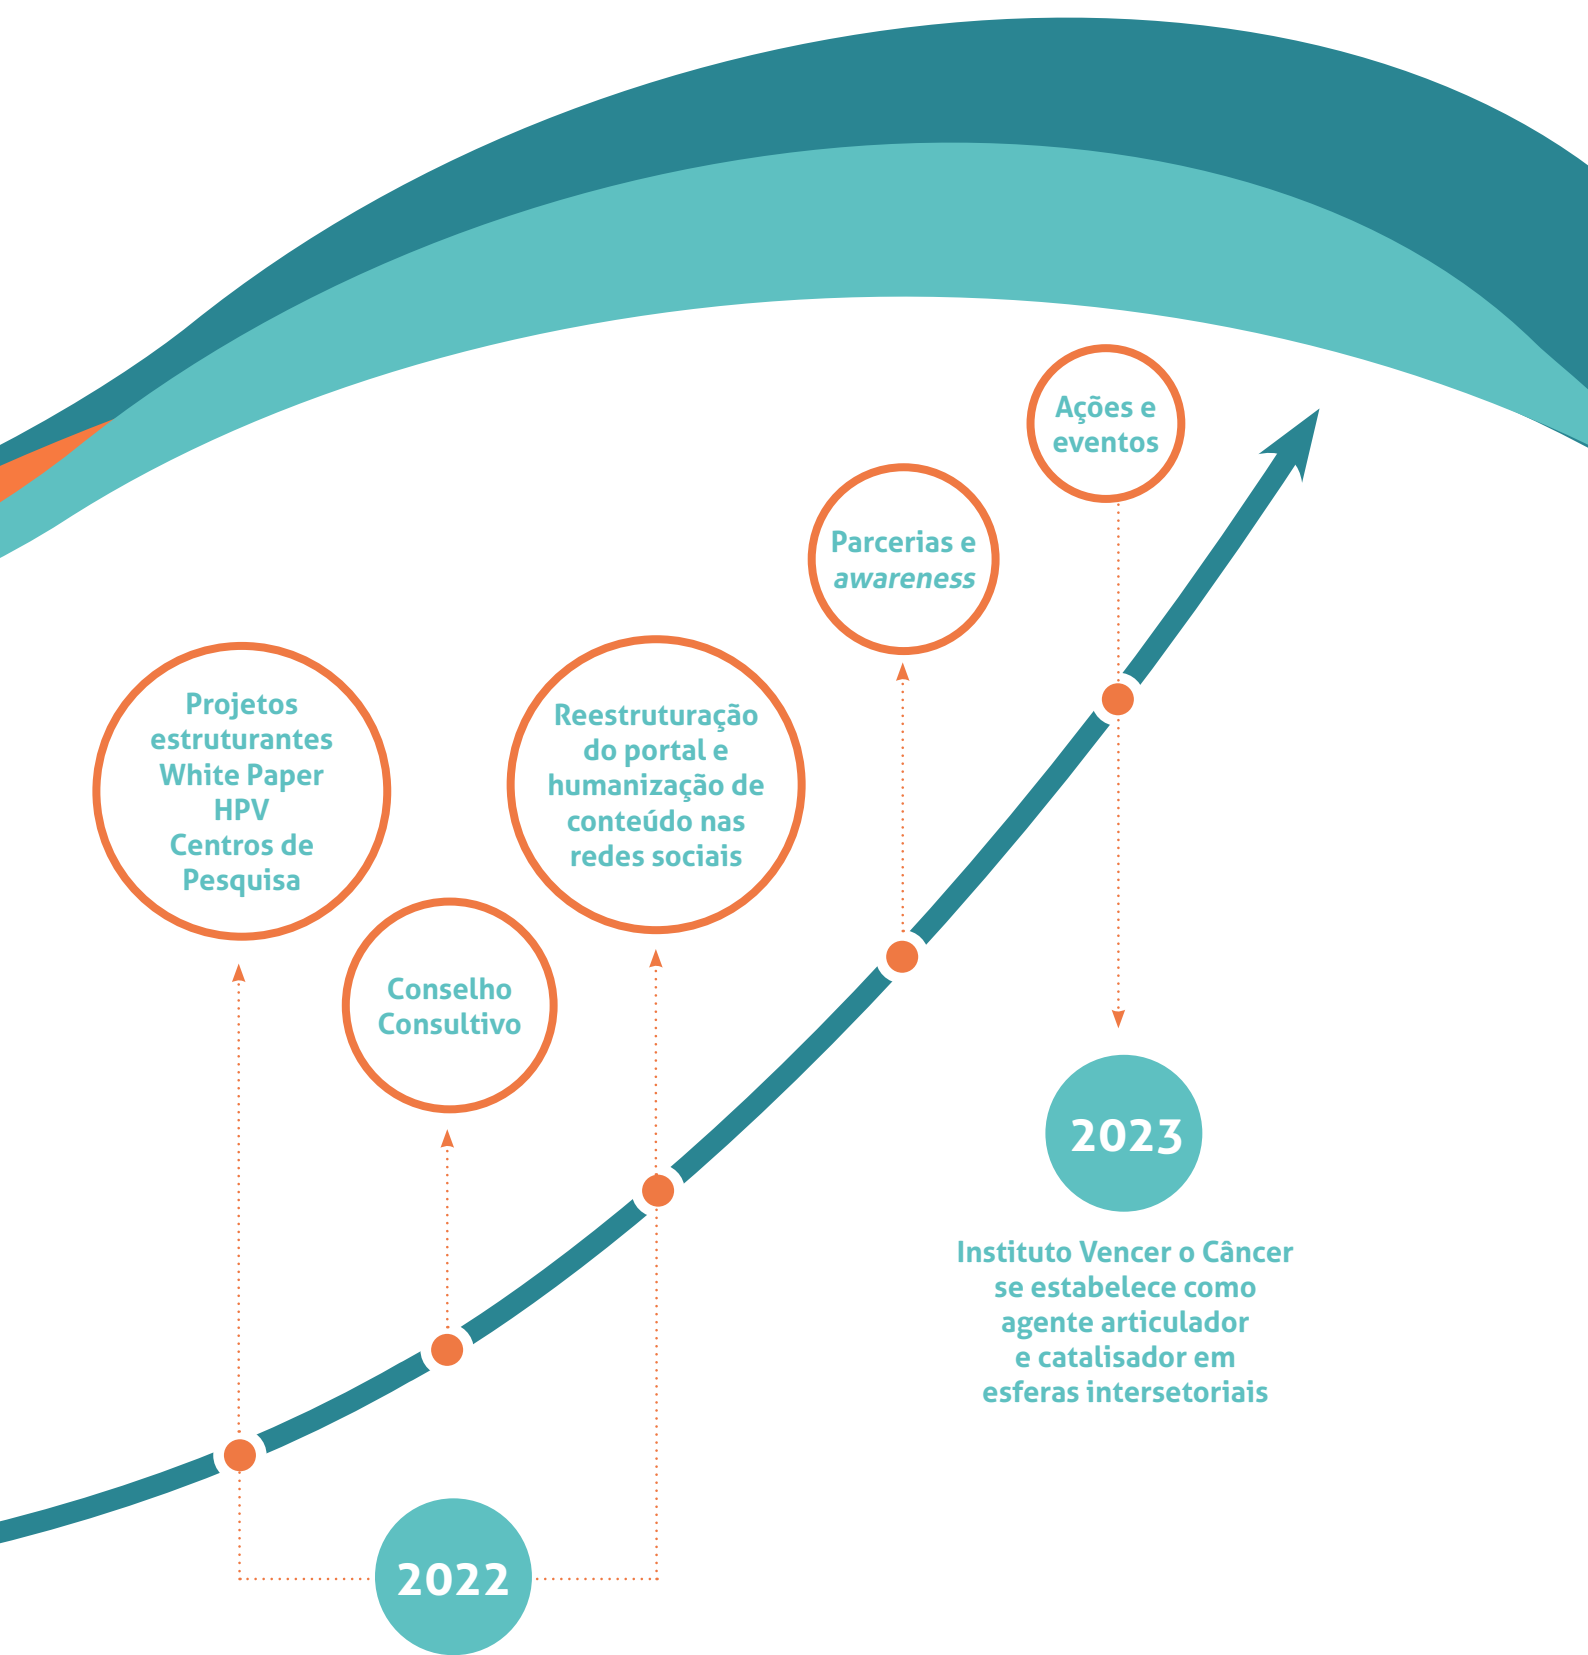 Projetos
estruturantes
White Paper
HPV
Centros de
Pesquisa
Conselho
Consultivo
Reestruturação
do portal e
humanização de
conteúdo nas
redes sociais
Parcerias e
awareness
Ações e
eventos
2022
2023
Instituto Vencer o Câncer
se estabelece como
agente articulador
e catalisador em
esferas intersetoriais